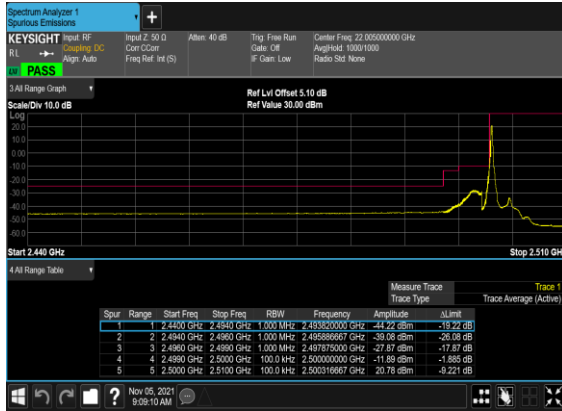 Spectrum Analyzer 1
Spurious Emissions
KEYSIGHT Input: RF Input Z: 50 Ω Atten: 40 dB Trig: Free Run Center Freq: 22.005000000 GHz
RL Coupling: DC Corr CCorr Gate: Off Avg|Hold: 1000/1000
Align: Auto Freq Ref: Int (S) IF Gain: Low Radio Std: None
PASS
3 All Range Graph Ref Lvl Offset 5.10 dB
Scale/Div 10.0 dB Ref Value 30.00 dBm
Log
20.0
10.0
0.00
-10.0
-20.0
-30.0
-40.0
-50.0
-60.0
Start 2.440 GHz Stop 2.510 GH
4 All Range Table
Measure Trace Trace 1
Trace Type Trace Average (Active)
Spur Range Start Freq Stop Freq RBW Frequency Amplitude ΔLimit
1 1 2.4400 GHz 2.4940 GHz 1.000 MHz 2.493820000 GHz -44.22 dBm -19.22 dB
2 2 2.4940 GHz 2.4960 GHz 1.000 MHz 2.495886667 GHz -39.08 dBm -26.08 dB
3 3 2.4960 GHz 2.4990 GHz 1.000 MHz 2.497875000 GHz -27.87 dBm -17.87 dB
4 4 2.4990 GHz 2.5000 GHz 100.0 kHz 2.500000000 GHz -11.89 dBm -1.885 dB
5 5 2.5000 GHz 2.5100 GHz 100.0 kHz 2.500316667 GHz 20.78 dBm -9.221 dB
Nov 05, 2021
9:09:10 AM